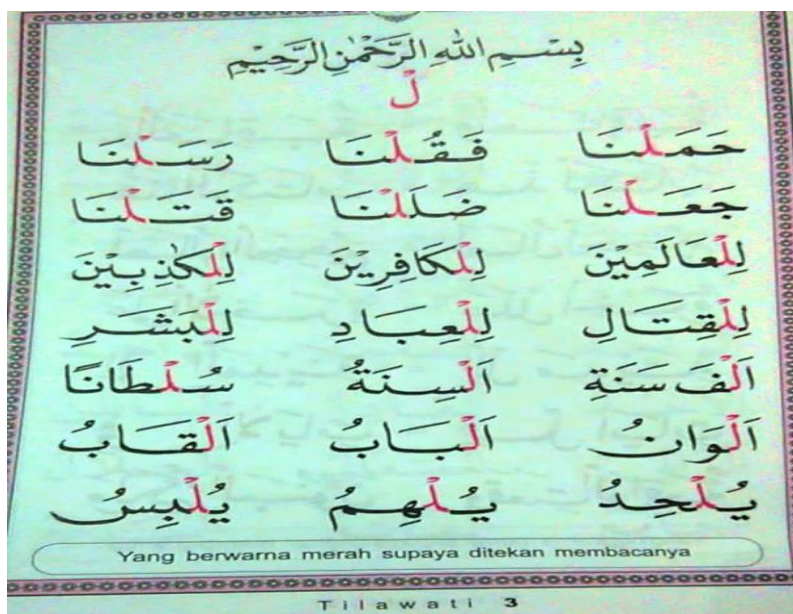 بِسْــمِ اللهِ الرَّحْمٰنِ الرَّحِيْمِ
لْ
حَمَلْنَا فَقُلْنَا رَسَلْنَا
جَعَلْنَا ضَلَلْنَا قَتَلْنَا
لِلْعَالَمِيْنَ لِلْكَافِرِيْنَ لِلْمَكٰذِبِيْنَ
لِلْقِتَالِ لِلْعِبَادِ لِلْبَشَرِ
اَلْفَ سَنَةِ اَلْسِنَةُ سُلْطَانًا
اَلْوَانُ اَلْبَابُ اَلْقَابُ
يُلْحِدُ يُلْهِمُ يُلْبِسُ
Yang berwarna merah supaya ditekan membacanya
Tilawati 3